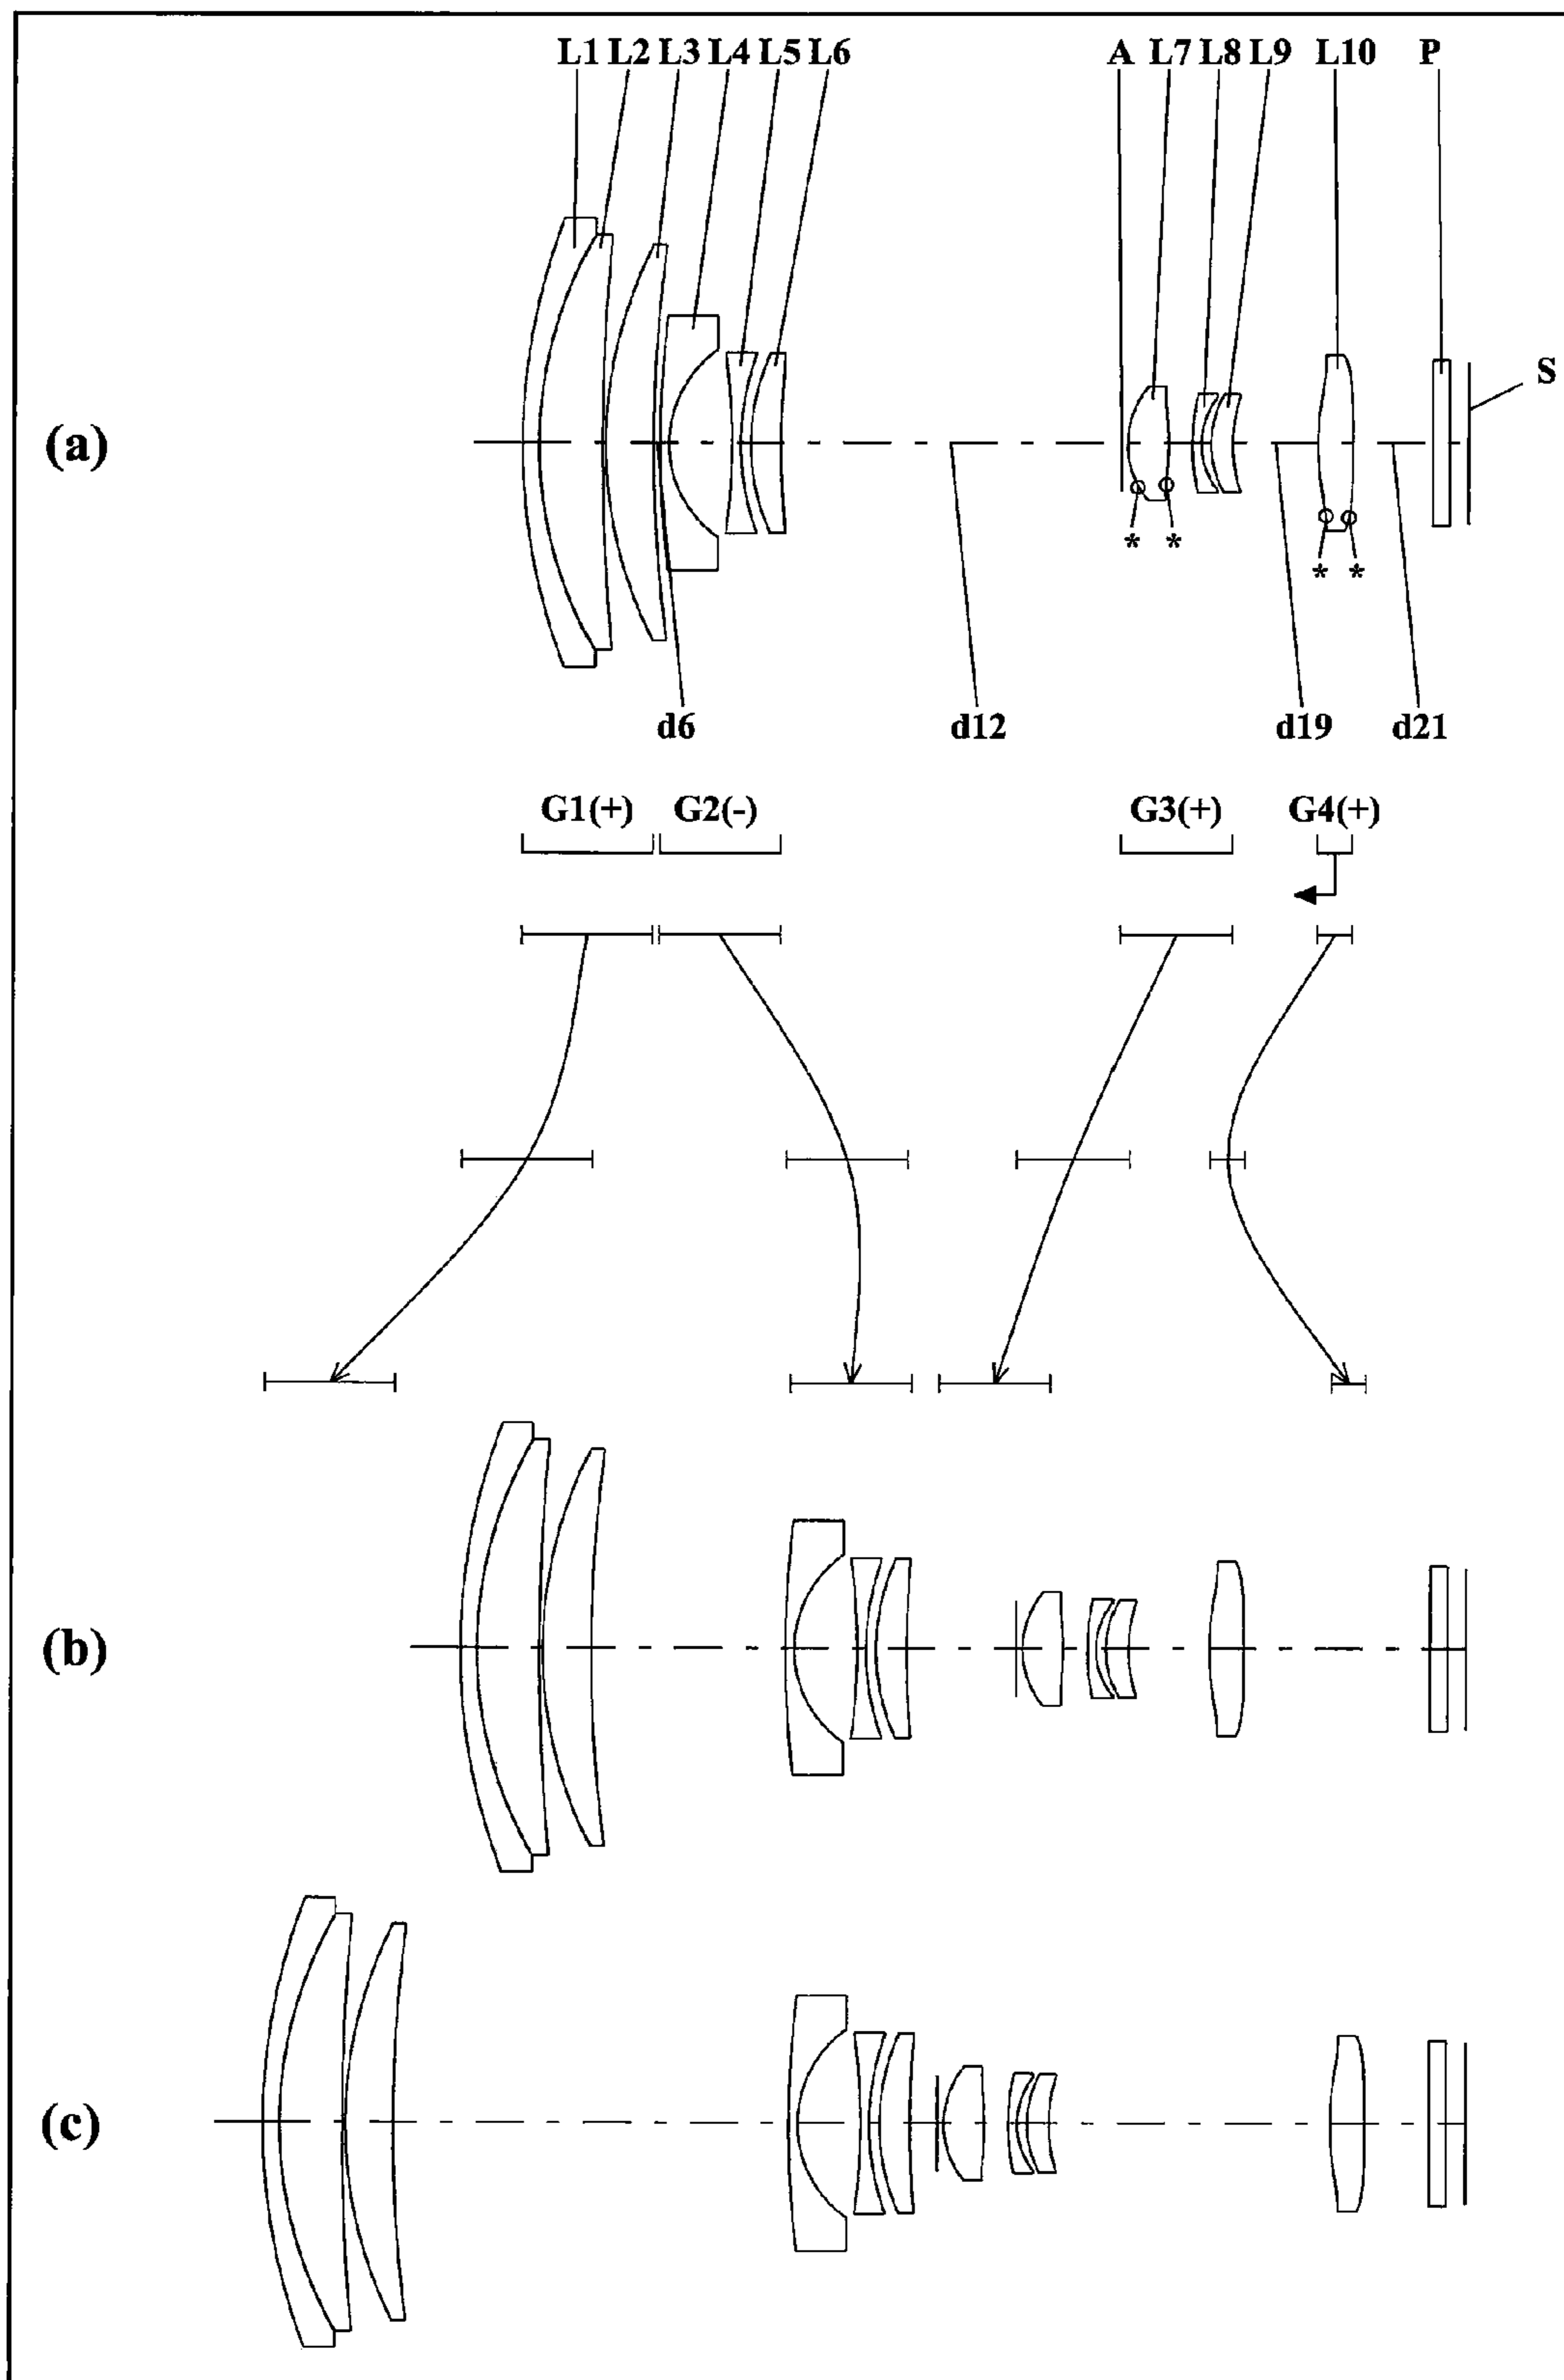 L1 L2 L3 L4 L5 L6 A L7 L8 L9 L10 P
S
(a)
* * * *
d6 d12 d19 d21
G1(+) G2(-) G3(+) G4(+)
(b)
(c)